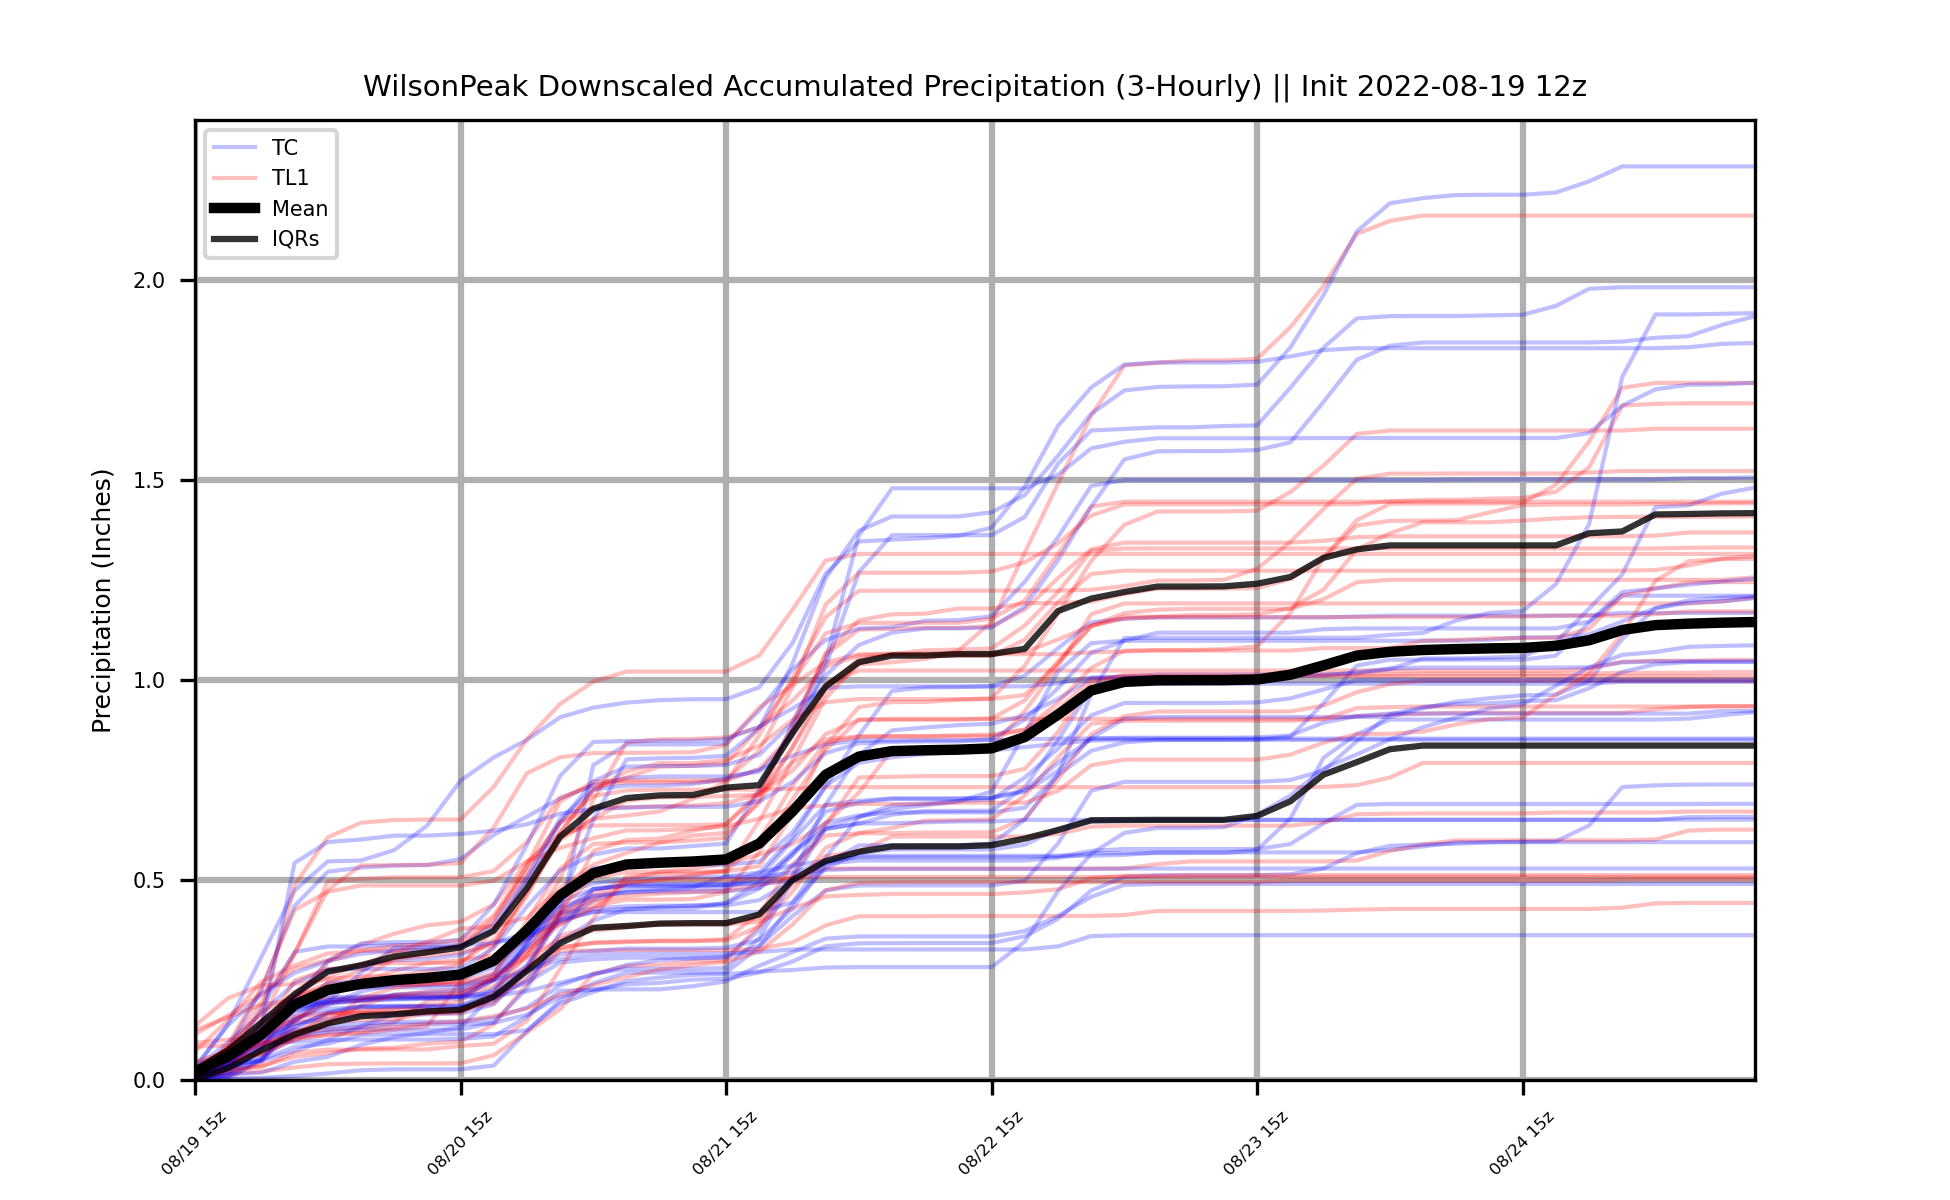 WilsonPeak Downscaled Accumulated Precipitation (3-Hourly) || Init 2022-08-19 12z
TC
TL1
Mean
IQRs
Precipitation (Inches)
2.0
1.5
1.0
0.5
0.0
08/19 15z
08/20 15z
08/21 15z
08/22 15z
08/23 15z
08/24 15z